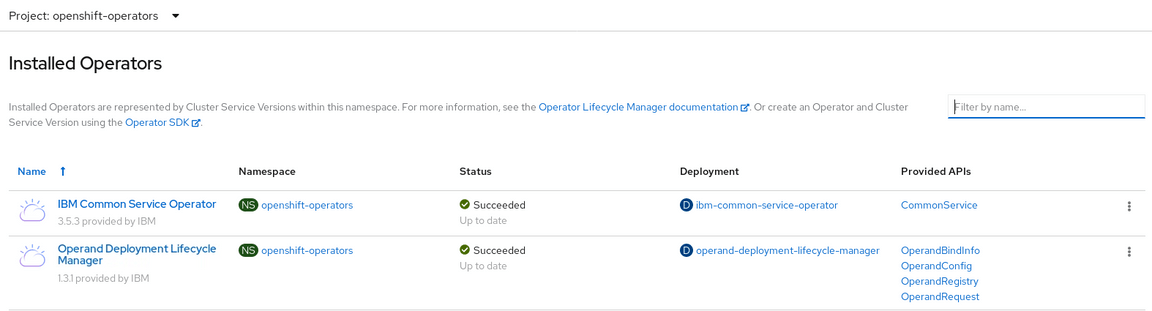 Project: openshift-operators
Installed Operators
Installed Operators are represented by Cluster Service Versions within this namespace. For more information, see the Operator Lifecycle Manager documentation. Or create an Operator and Cluster
Service Version using the Operator SDK.
Filter by name...
Name Namespace Status Deployment Provided APIs
IBM Common Service Operator NS openshift-operators Succeeded D ibm-common-service-operator CommonService
3.5.3 provided by IBM Up to date
Operand Deployment Lifecycle NS openshift-operators Succeeded D operand-deployment-lifecycle-manager OperandBindInfo
Manager Up to date OperandConfig
1.3.1 provided by IBM OperandRegistry
OperandRequest